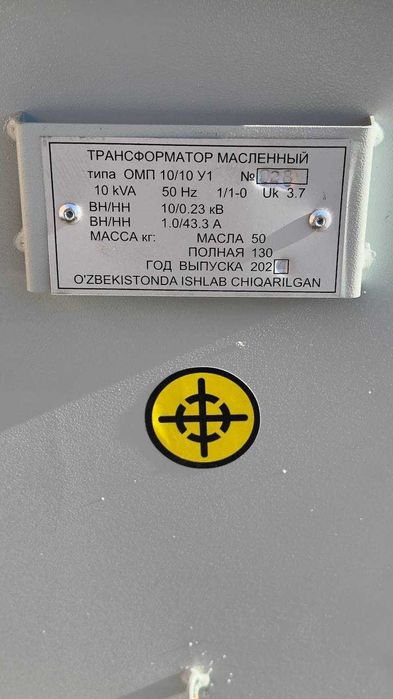 ТРАНСФОРМАТОР МАСЛЕННЫЙ
типа ОМП 10/10 У1 №
10 kVA 50 Hz 1/1-0 Uk 3.7
ВН/НН 10/0.23 кВ
ВН/НН 1.0/43.3 А
МАССА кг: МАСЛА 50
ПОЛНАЯ 130
ГОД ВЫПУСКА 202
O'ZBEKISTONDA ISHLAB CHIQARILGAN